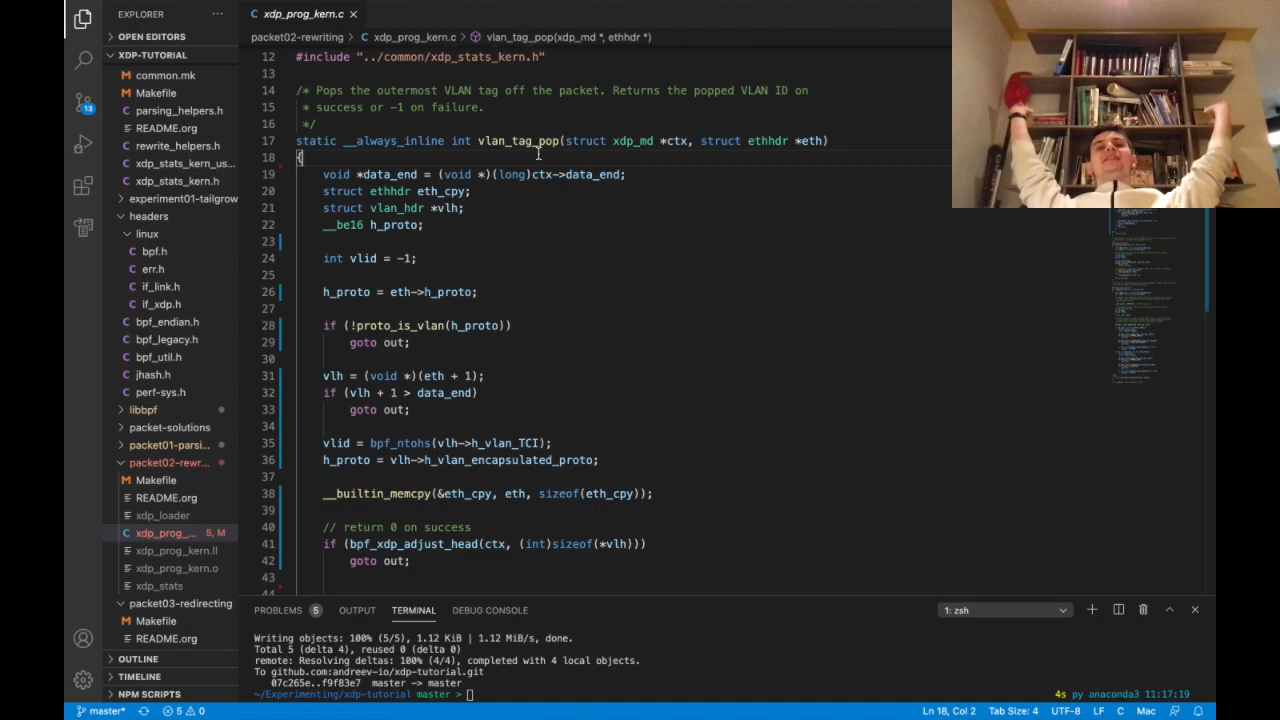 EXPLORER
OPEN EDITORS
XDP-TUTORIAL
common.mk
Makefile
parsing_helpers.h
README.org
rewrite_helpers.h
xdp_stats_kern_us...
xdp_stats_kern.h
experiment01-tailgrow
headers
linux
bpf.h
err.h
if_link.h
if_xdp.h
bpf_endian.h
bpf_legacy.h
bpf_util.h
jhash.h
perf-sys.h
libbpf
packet-solutions
packet01-parsi...
packet02-rewr...
Makefile
README.org
xdp_loader
xdp_prog_... 5, M
xdp_prog_kern.ll
xdp_prog_kern.o
xdp_stats
packet03-redirecting
Makefile
README.org
OUTLINE
TIMELINE
NPM SCRIPTS
13
xdp_prog_kern.c
packet02-rewriting > xdp_prog_kern.c > vlan_tag_pop(xdp_md *, ethhdr *)
12 #include "../common/xdp_stats_kern.h"
13
14 /* Pops the outermost VLAN tag off the packet. Returns the popped VLAN ID on
15 * success or -1 on failure.
16 */
17 static __always_inline int vlan_tag_pop(struct xdp_md *ctx, struct ethhdr *eth)
18 {
19 void *data_end = (void *)(long)ctx->data_end;
20 struct ethhdr eth_cpy;
21 struct vlan_hdr *vlh;
22 __be16 h_proto;
23
24 int vlid = -1;
25
26 h_proto = eth->h_proto;
27
28 if (!proto_is_vlan(h_proto))
29 goto out;
30
31 vlh = (void *)(eth + 1);
32 if (vlh + 1 > data_end)
33 goto out;
34
35 vlid = bpf_ntohs(vlh->h_vlan_TCI);
36 h_proto = vlh->h_vlan_encapsulated_proto;
37
38 __builtin_memcpy(&eth_cpy, eth, sizeof(eth_cpy));
39
40 // return 0 on success
41 if (bpf_xdp_adjust_head(ctx, (int)sizeof(*vlh)))
42 goto out;
43
44
PROBLEMS 5 OUTPUT TERMINAL DEBUG CONSOLE 1: zsh
Writing objects: 100% (5/5), 1.12 KiB | 1.12 MiB/s, done.
Total 5 (delta 4), reused 0 (delta 0)
remote: Resolving deltas: 100% (4/4), completed with 4 local objects.
To github.com:andreev-io/xdp-tutorial.git
07c265e..f9f83e7 master -> master
~/Experimenting/xdp-tutorial master > 4s py anaconda3 11:17:19
master* 5 0 Ln 18, Col 2 Tab Size: 4 UTF-8 LF C Mac